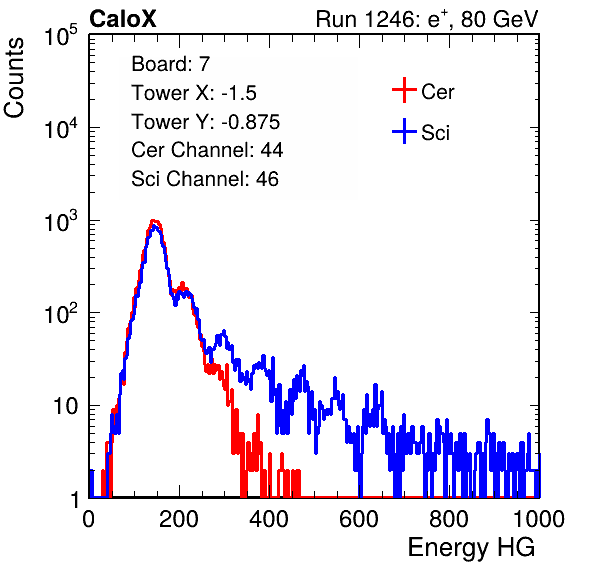 CaloX Run 1246: e⁺, 80 GeV
Counts
Board: 7
Tower X: -1.5
Tower Y: -0.875
Cer Channel: 44
Sci Channel: 46
Cer
Sci
10⁵
10⁴
10³
10²
10
1
0 200 400 600 800 1000
Energy HG